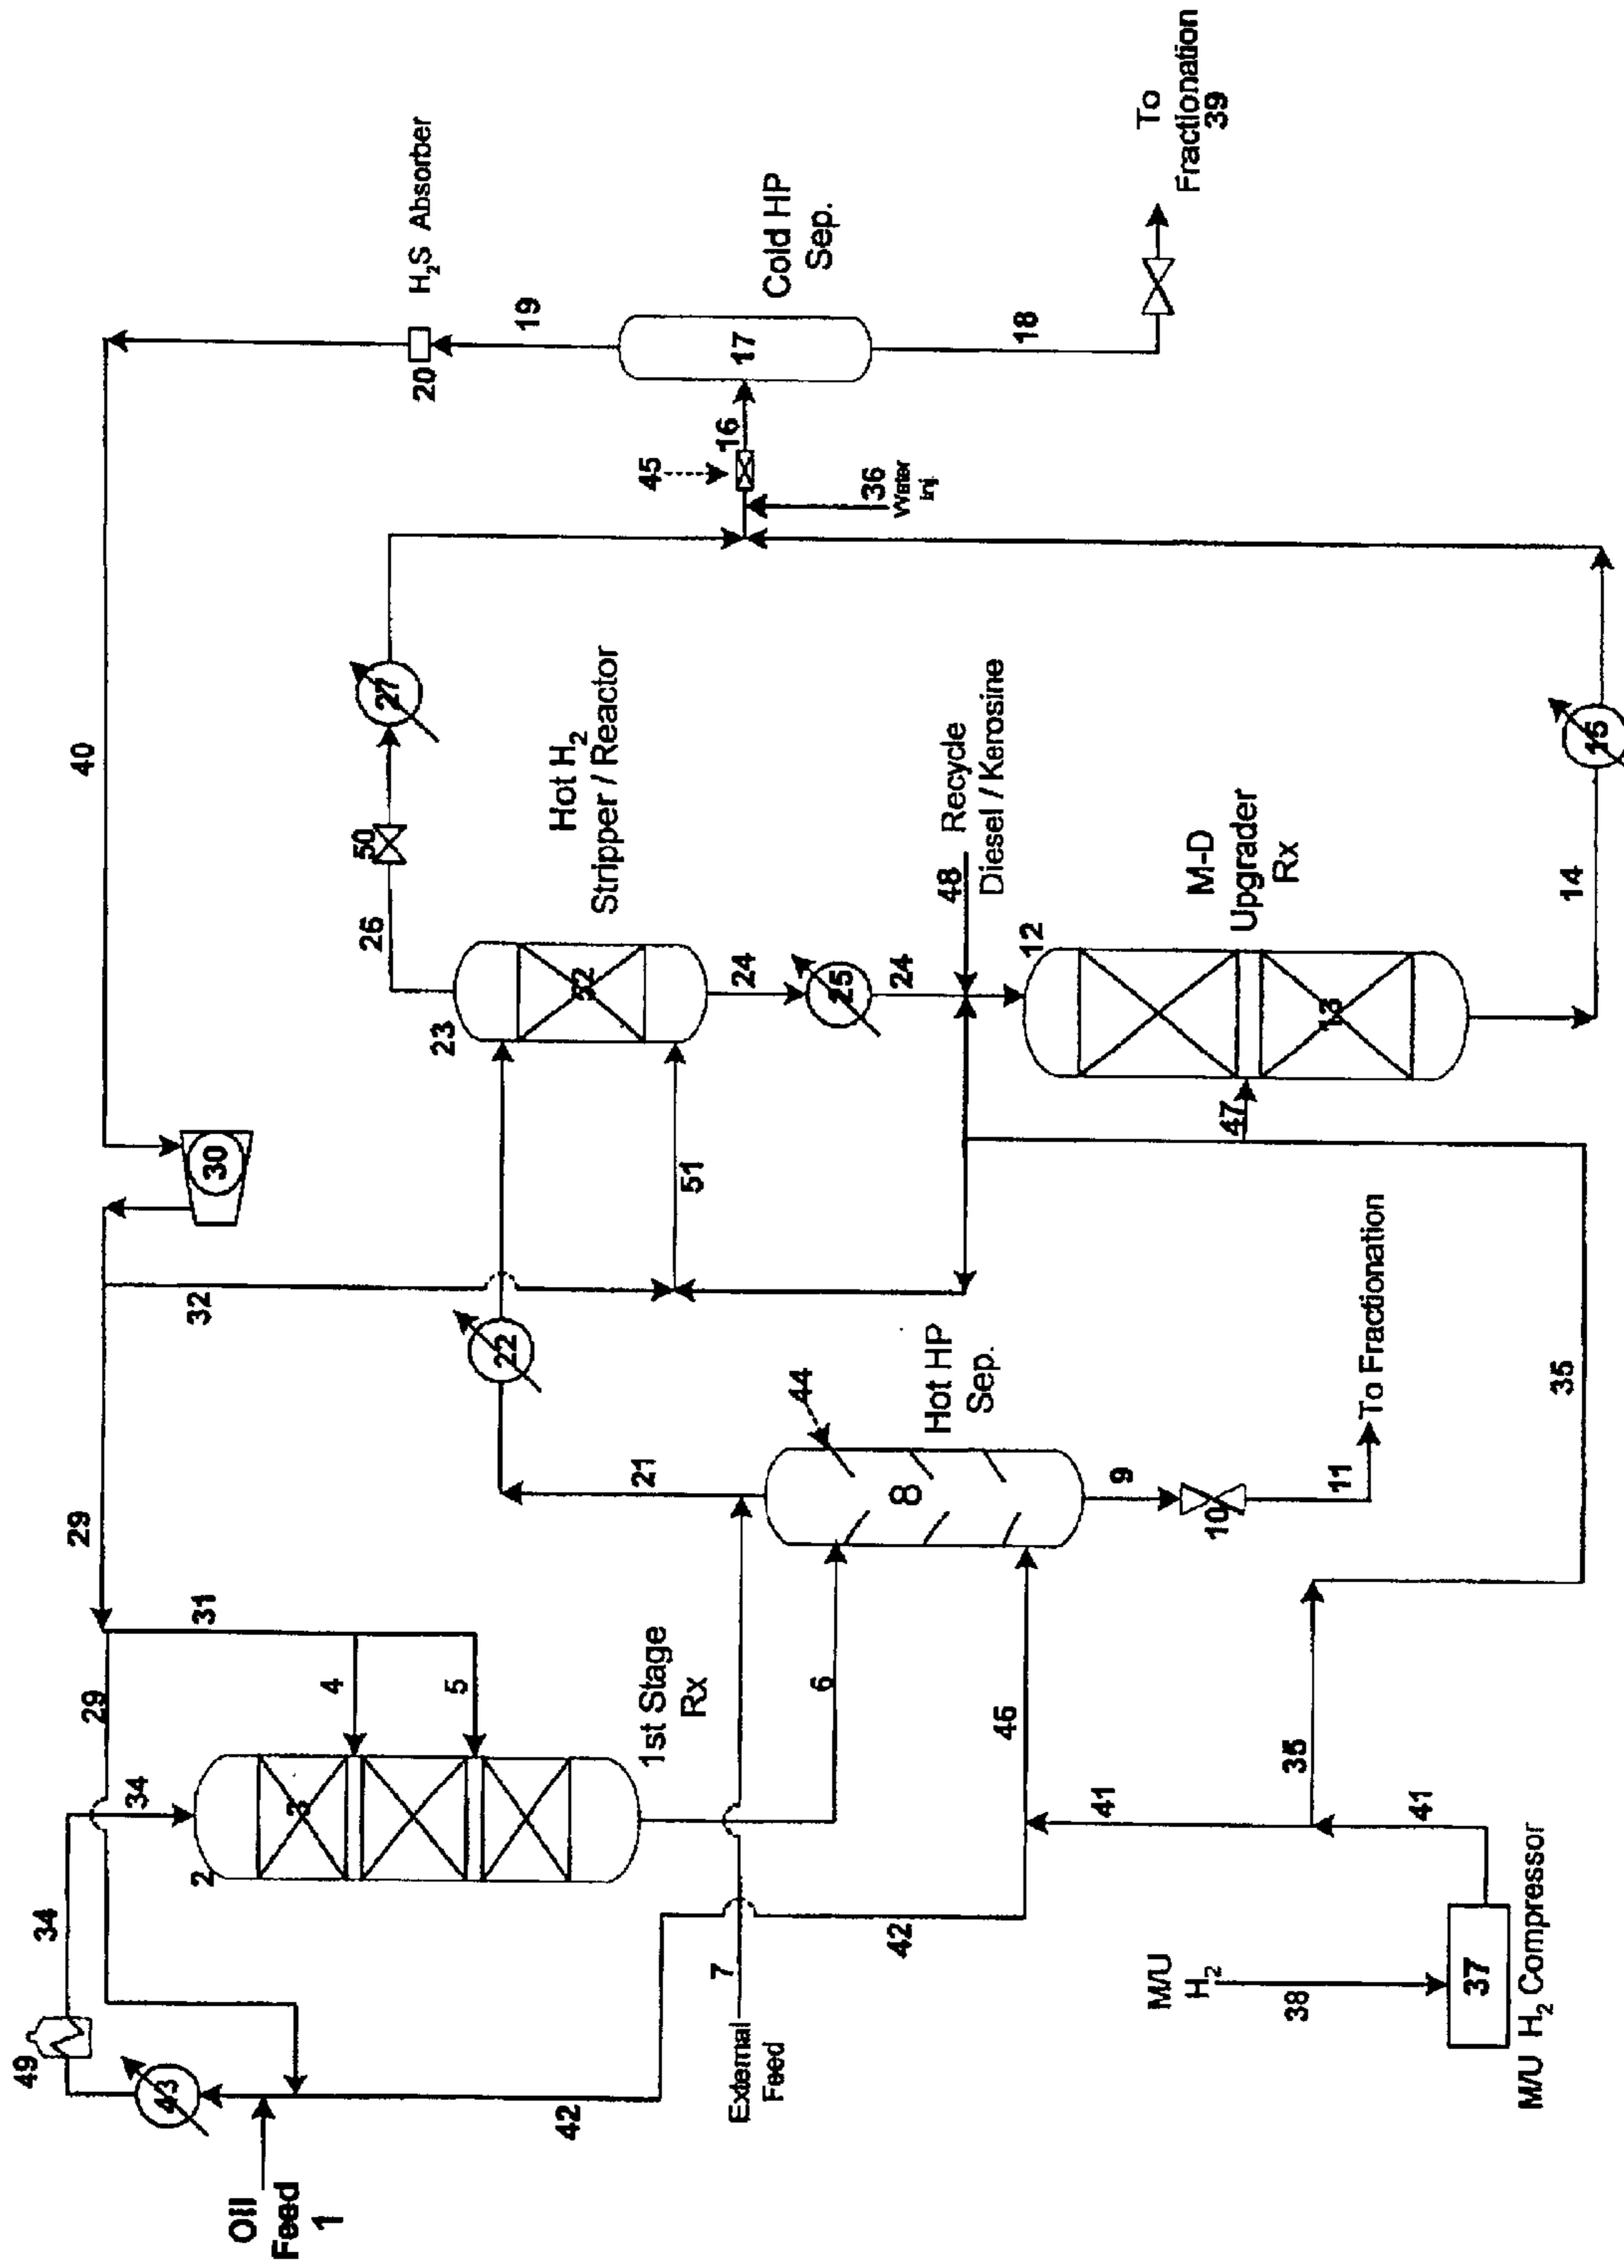 Oil
Feed
1
49
43
34
34
42
29
29
31
2
3
4
5
1st Stage
Rx
External
Feed
7
42
6
46
41
41
35
35
M/U
H₂
38
37
M/U H₂ Compressor
21
22
44
8
Hot HP
Sep.
9
10
11
To Fractionation
32
30
40
51
23
52
26
50
27
Hot H₂
Stripper / Reactor
24
25
24
48
Recycle
Diesel / Kerosine
47
12
13
M-D
Upgrader
Rx
14
15
45
16
36
Water
inj.
17
Cold HP
Sep.
19
20
H₂S Absorber
18
To
Fractionation
39